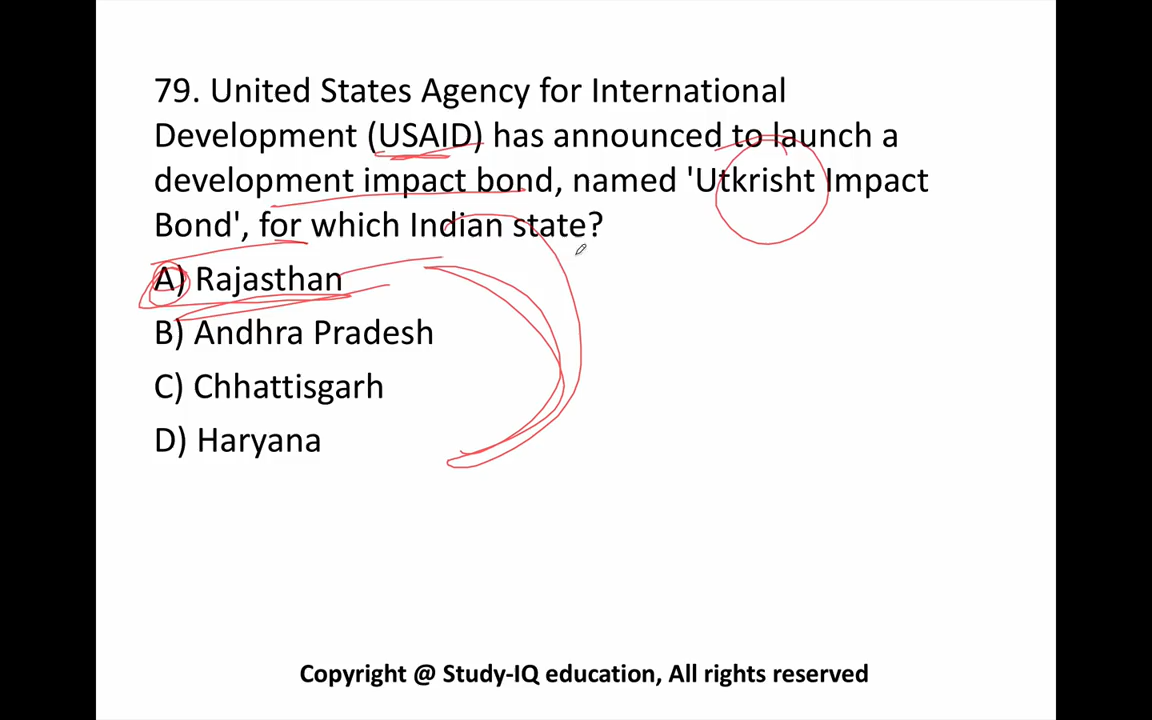 79. United States Agency for International
Development (USAID) has announced to launch a
development impact bond, named 'Utkrisht Impact
Bond', for which Indian state?
A) Rajasthan
B) Andhra Pradesh
C) Chhattisgarh
D) Haryana
Copyright @ Study-IQ education, All rights reserved